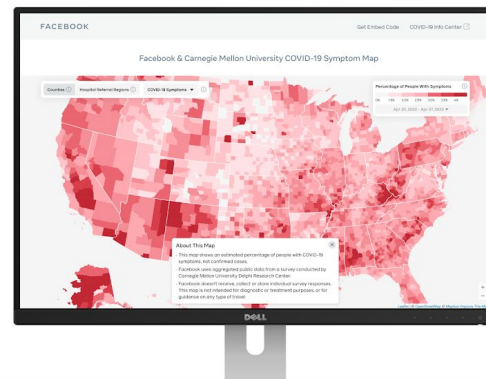 FACEBOOK
Get Embed Code COVID-19 Info Center
Facebook & Carnegie Mellon University COVID-19 Symptom Map
Counties Hospital Referral Regions COVID-19 Symptoms ▼
Percentage of People With Symptoms
About This Map
- This map shows an estimated percentage of people with COVID-19
symptoms, not confirmed cases.
- Facebook uses aggregated public stats from a survey conducted by
Carnegie Mellon University Delphi Research Center.
- Facebook doesn't receive, collect or store individual survey responses.
This map is not intended for diagnostic or treatment purposes, or for
guidance on any type of travel.
DELL